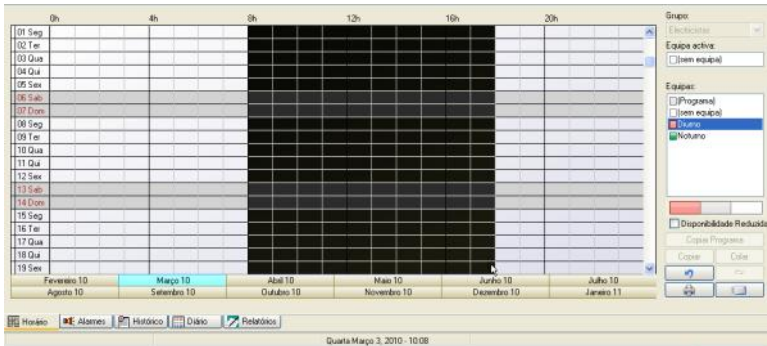 0h 4h 8h 12h 16h 20h
01 Seg
02 Ter
03 Qua
04 Qui
05 Sex
06 Sab
07 Dom
08 Seg
09 Ter
10 Qua
11 Qui
12 Sex
13 Sab
14 Dom
15 Seg
16 Ter
17 Qua
18 Qui
19 Sex
Fevereiro 10 Março 10 Abril 10 Maio 10 Junho 10 Julho 10
Agosto 10 Setembro 10 Outubro 10 Novembro 10 Dezembro 10 Janeiro 11
Grupo:
Electricistas
Equipa activa:
(sem equipa)
Equipas:
(Programa)
(sem equipa)
Diurno
Noturno
Disponibilidade Reduzida
Copiar Programa
Copiar Colar
Horário Alarmes Histórico Diário Relatórios
Quarta Março 3, 2010 - 10:08